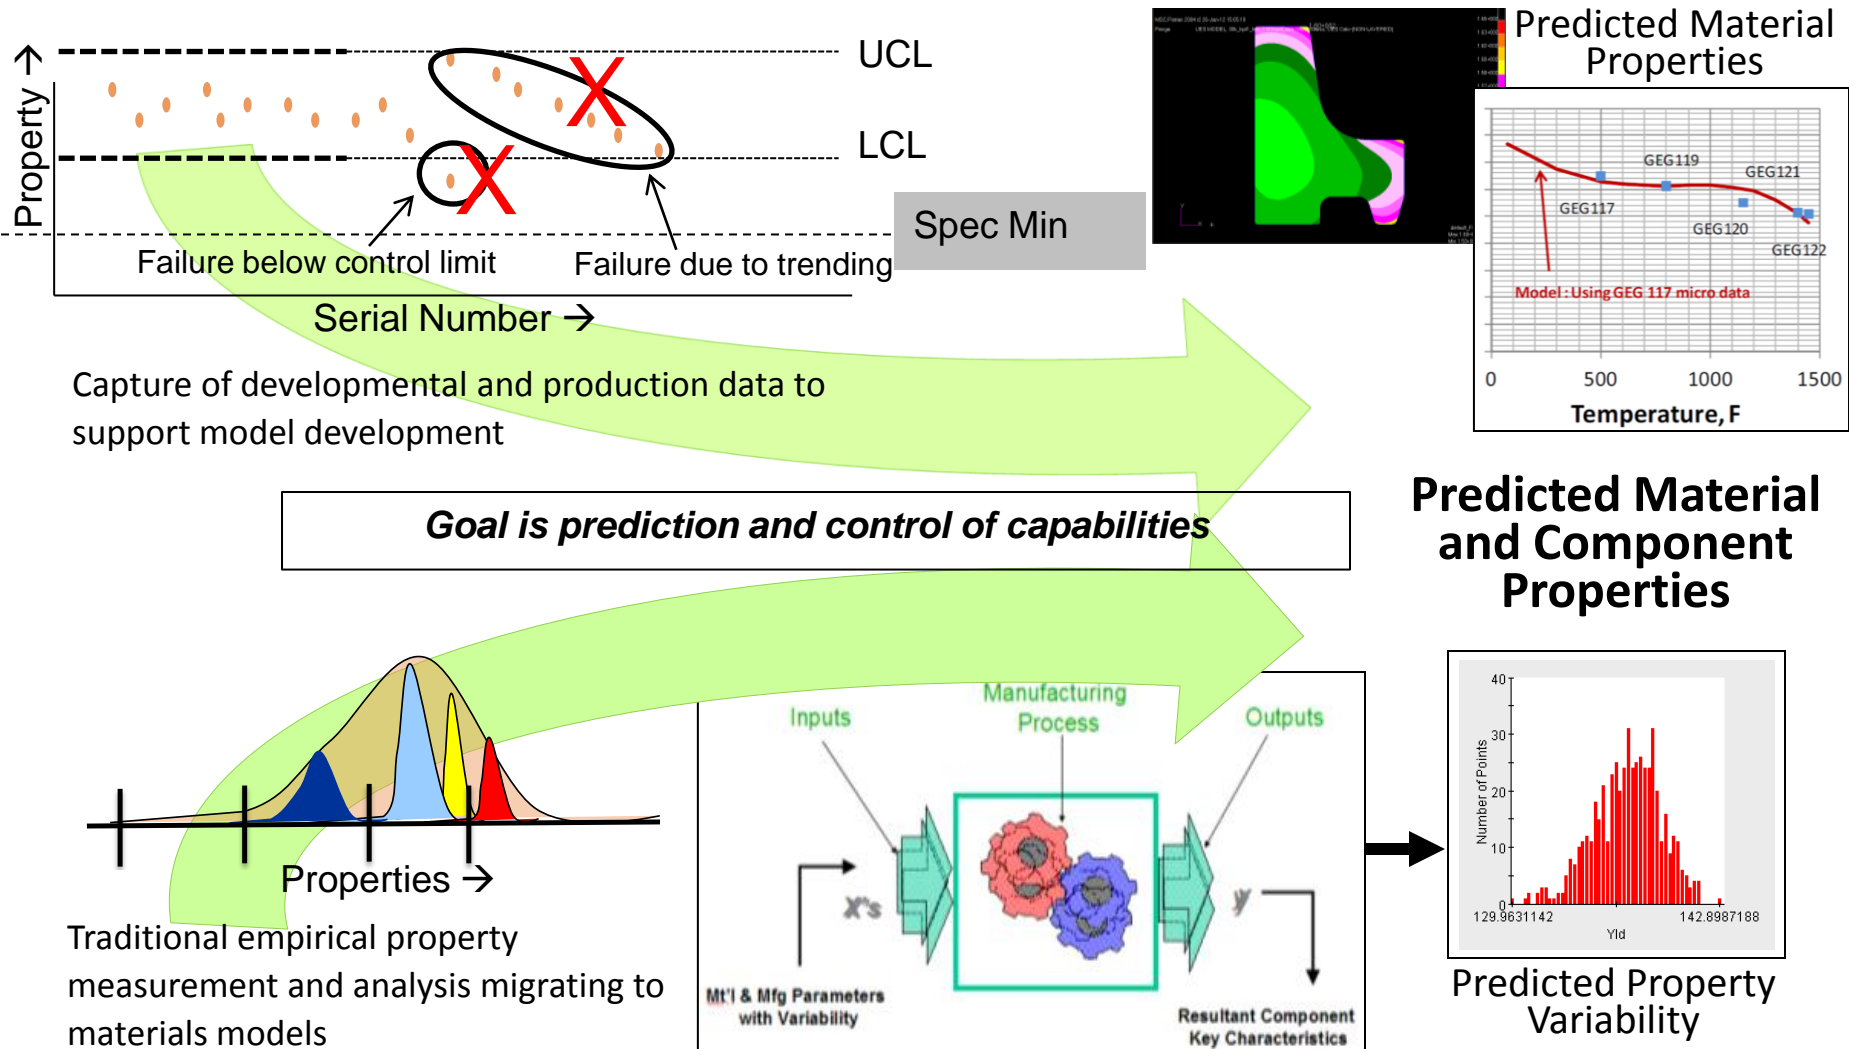 Property →
UCL
LCL
Spec Min
Failure below control limit
Failure due to trending
Serial Number →
Capture of developmental and production data to
support model development
Predicted Material
Properties
GEG119
GEG121
GEG117
GEG120
GEG122
Model : Using GEG 117 micro data
0 500 1000 1500
Temperature, F
Goal is prediction and control of capabilities
Predicted Material
and Component
Properties
Properties →
Traditional empirical property
measurement and analysis migrating to
materials models
Inputs
Manufacturing
Process
Outputs
X's
y
Mt'l & Mfg Parameters
with Variability
Resultant Component
Key Characteristics
Number of Points
40
30
20
10
0
129.9631142 142.8987188
Yld
Predicted Property
Variability